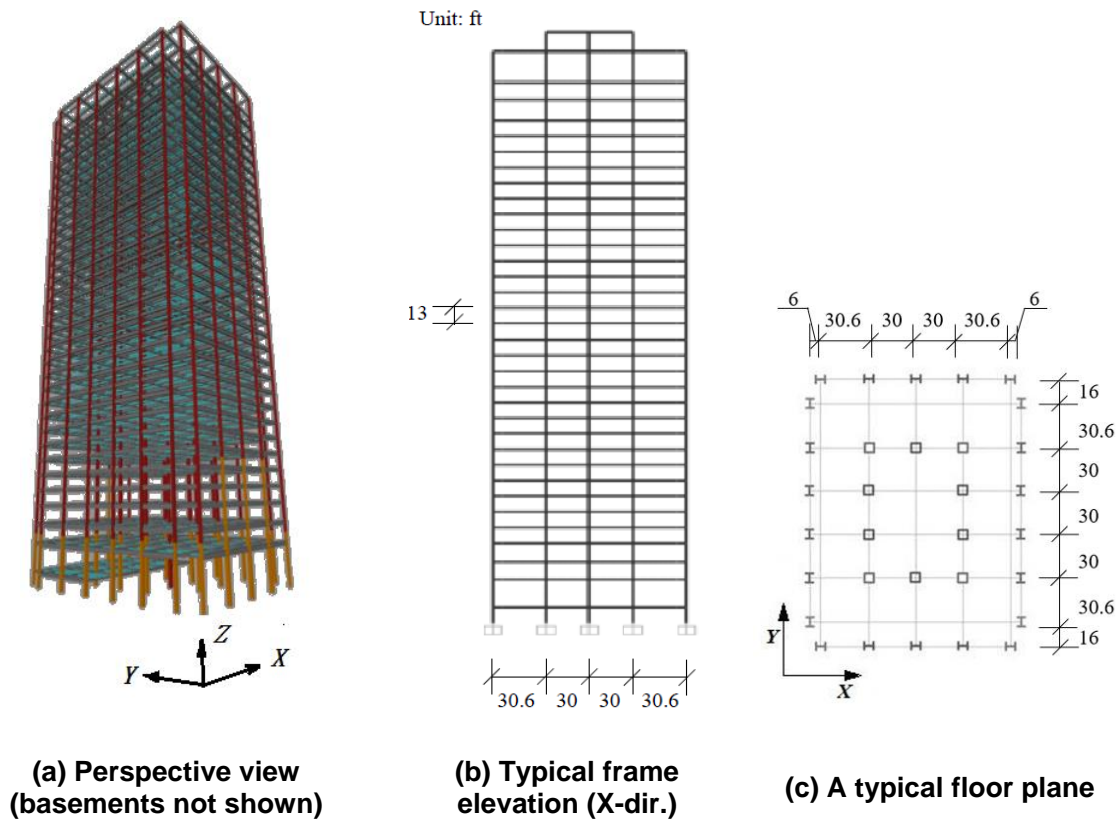 Unit: ft
13
30.6 30 30 30.6
6 6
30.6 30 30 30.6
16
30.6
30
30
30
30.6
16
Z
Y X
Y
X
(a) Perspective view
(basements not shown)
(b) Typical frame
elevation (X-dir.)
(c) A typical floor plane